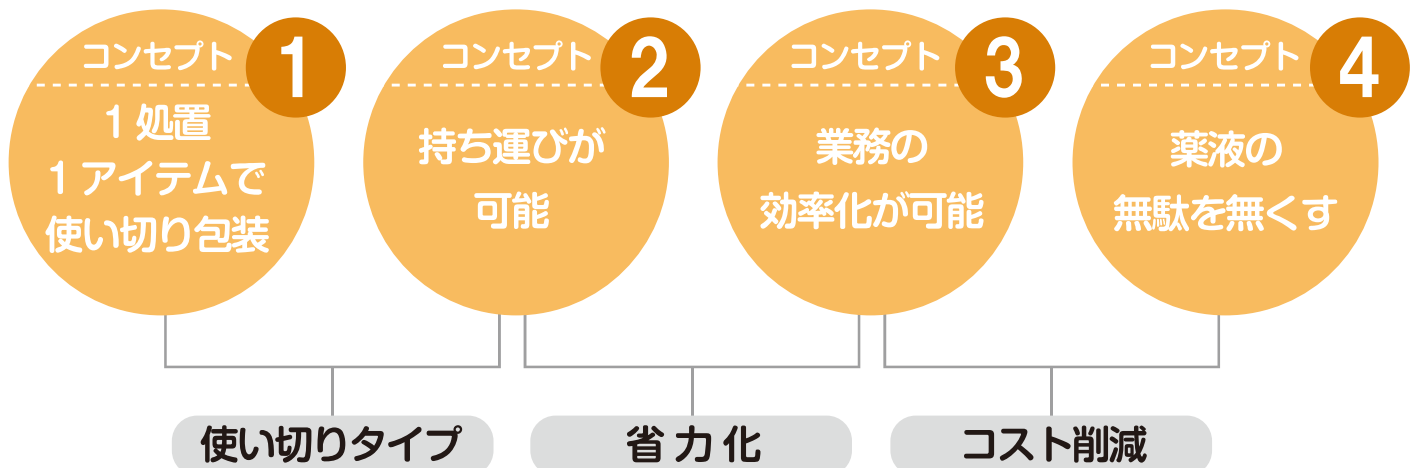 コンセプト 1
1 処置
1 アイテムで
使い切り包装
コンセプト 2
持ち運びが
可能
コンセプト 3
業務の
効率化が可能
コンセプト 4
薬液の
無駄を無くす
使い切りタイプ
省力化
コスト削減